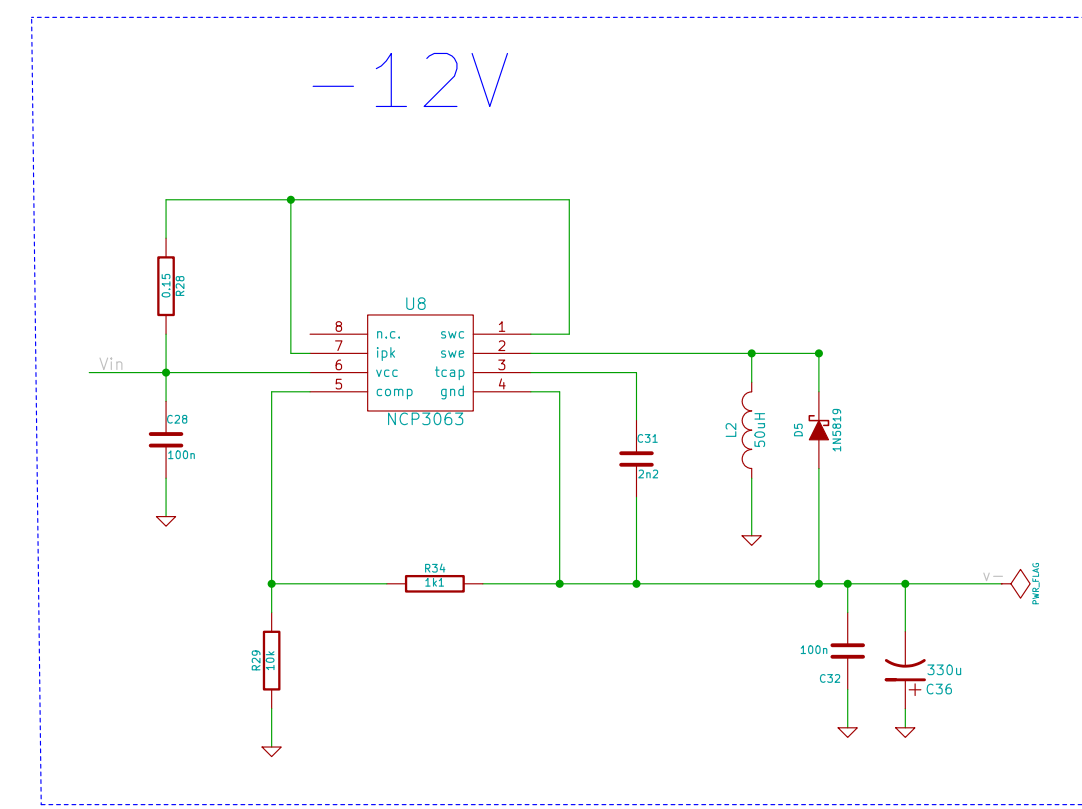 -12V
0.15
R28
U8
8 n.c. swc 1
7 ipk swe 2
6 vcc tcap 3
5 comp gnd 4
NCP3063
Vin
C28
100n
C31
2n2
L2
50uH
D5
1N5819
R34
1k1
V-
PWR_FLAG
R29
10k
100n
C32
330u
+ C36